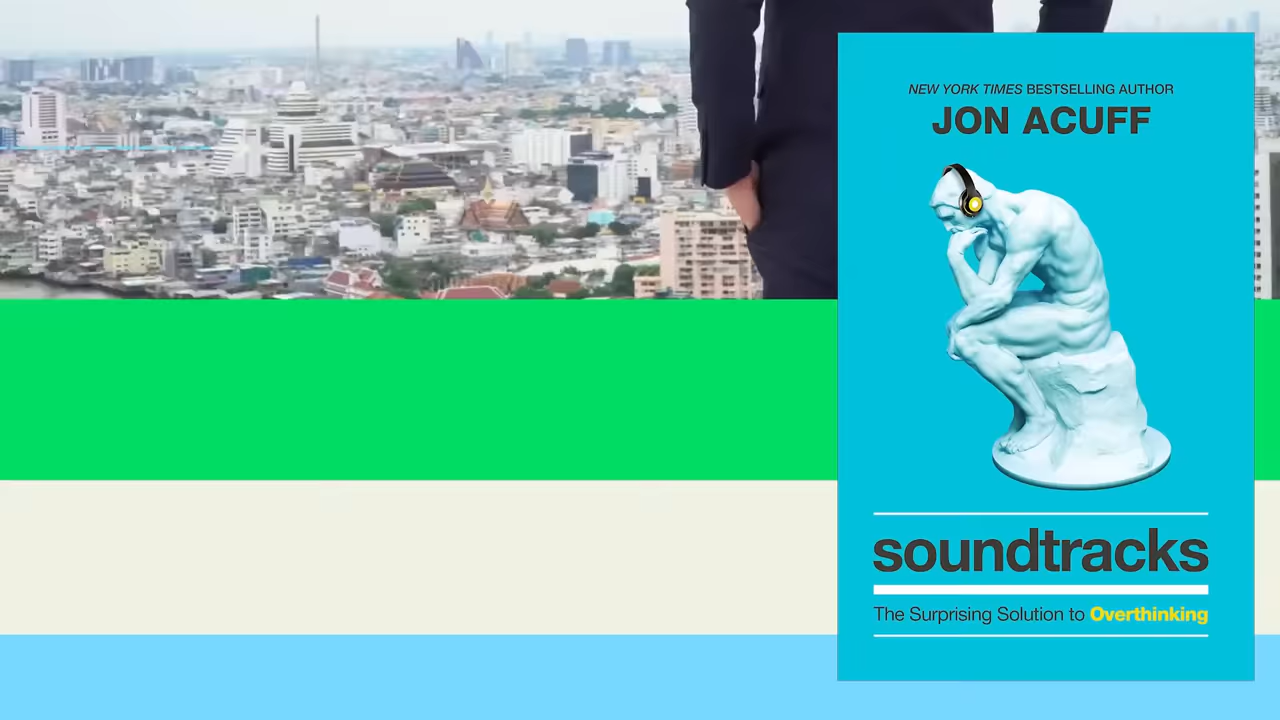 NEW YORK TIMES BESTSELLING AUTHOR
JON ACUFF
soundtracks
The Surprising Solution to Overthinking